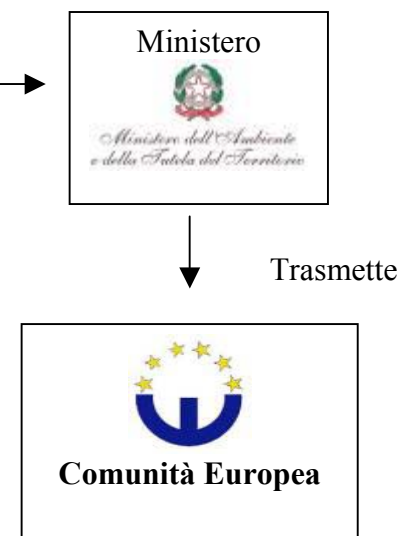 Ministero
Ministero dell'Ambiente
e della Tutela del Territorio
Trasmette
Comunità Europea